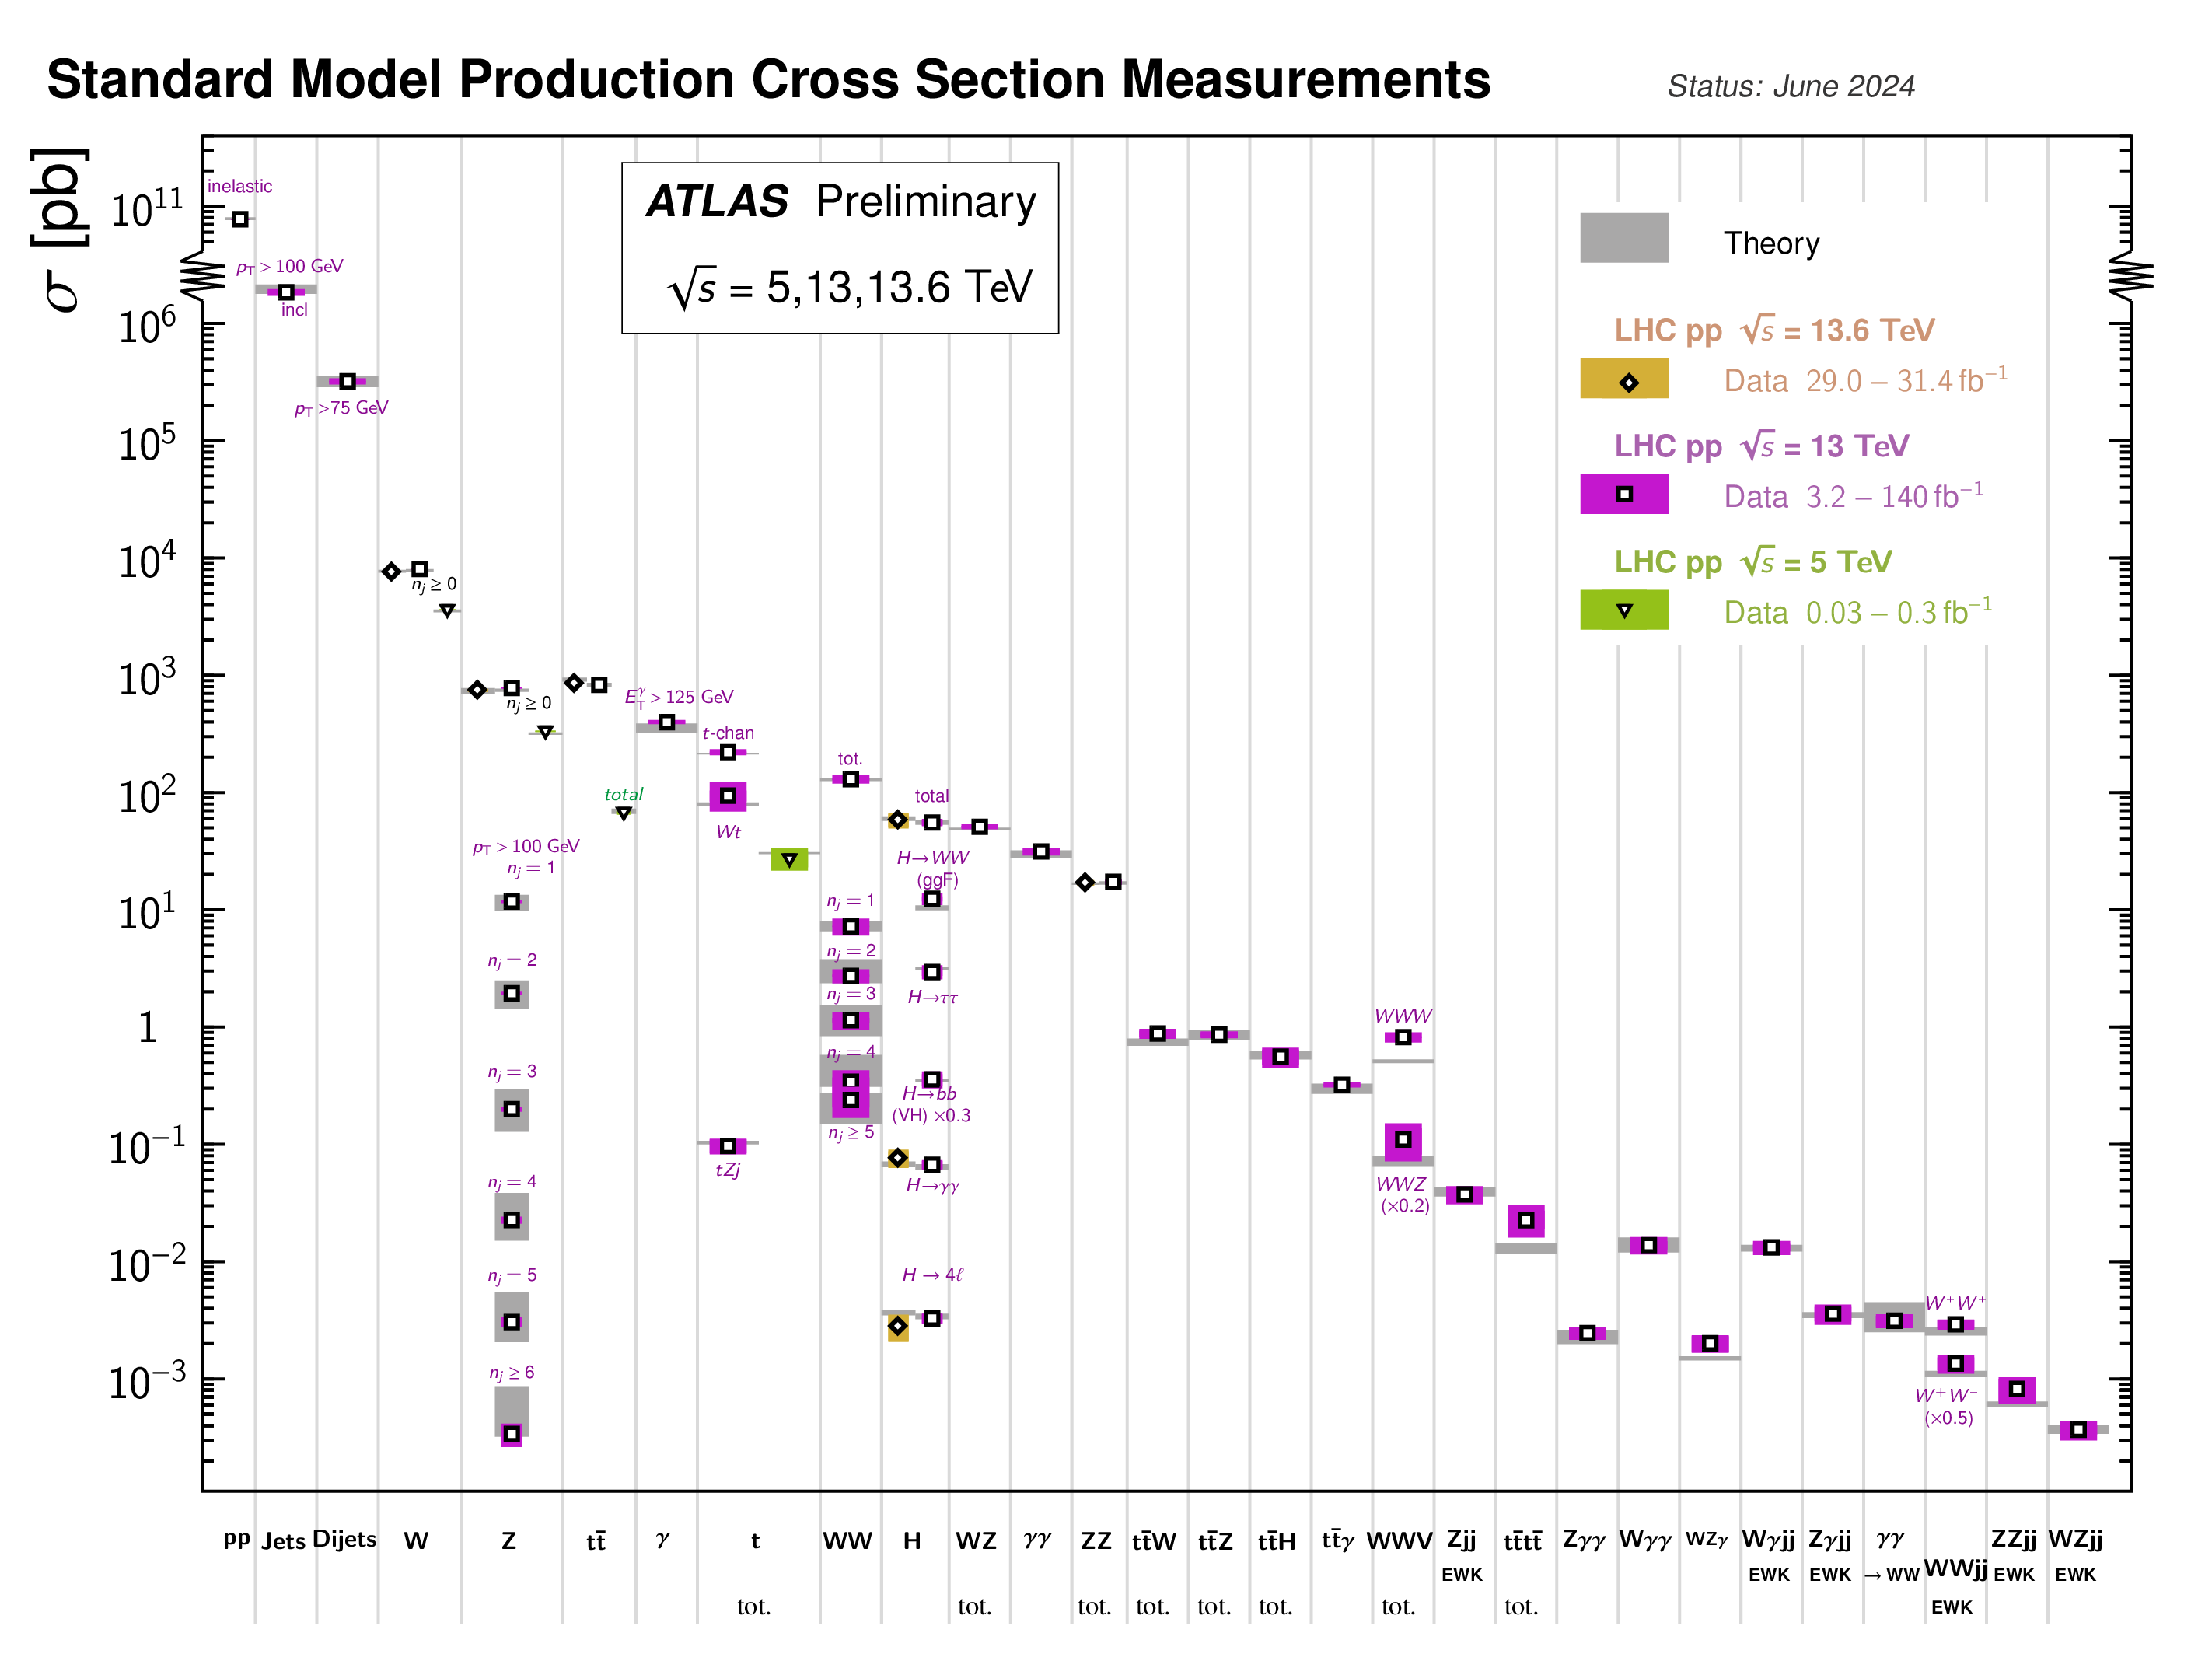 Standard Model Production Cross Section Measurements
Status: June 2024
σ [pb]
ATLAS Preliminary
√s = 5,13,13.6 TeV
Theory
LHC pp √s = 13.6 TeV
Data 29.0 – 31.4 fb⁻¹
LHC pp √s = 13 TeV
Data 3.2 – 140 fb⁻¹
LHC pp √s = 5 TeV
Data 0.03 – 0.3 fb⁻¹
10¹¹
10⁶
10⁵
10⁴
10³
10²
10¹
1
10⁻¹
10⁻²
10⁻³
inelastic
pT > 100 GeV
incl
pT >75 GeV
nj ≥ 0
nj ≥ 0
pT > 100 GeV
nj = 1
nj = 2
nj = 3
nj = 4
nj = 5
nj ≥ 6
total
ETγ > 125 GeV
t-chan
Wt
tZj
tot.
nj = 1
nj = 2
nj = 3
nj = 4
nj ≥ 5
total
H→WW
(ggF)
H→ττ
H→bb
(VH) ×0.3
H→γγ
H → 4ℓ
WWW
WWZ
(×0.2)
W±W±
W⁺W⁻
(×0.5)
pp Jets Dijets W Z tt̄ γ t WW H WZ γγ ZZ tt̄W tt̄Z tt̄H tt̄γ WWV Zjj tt̄tt̄ Zγγ Wγγ WZγ Wγjj Zγjj γγ ZZjj WZjj
EWK EWK EWK →WW WWjj EWK EWK
tot. tot. tot. tot. tot. tot. tot. tot. EWK